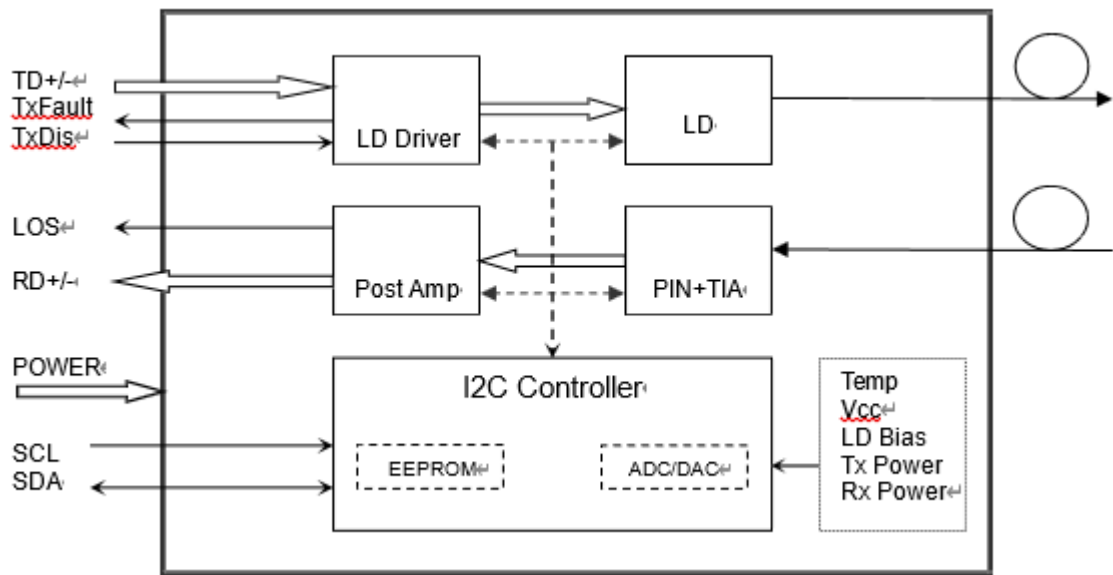 TD+/-
TxFault
TxDis
LD Driver
LD
LOS
RD+/-
Post Amp
PIN+TIA
POWER
SCL
SDA
I2C Controller
EEPROM
ADC/DAC
Temp
Vcc
LD Bias
Tx Power
Rx Power